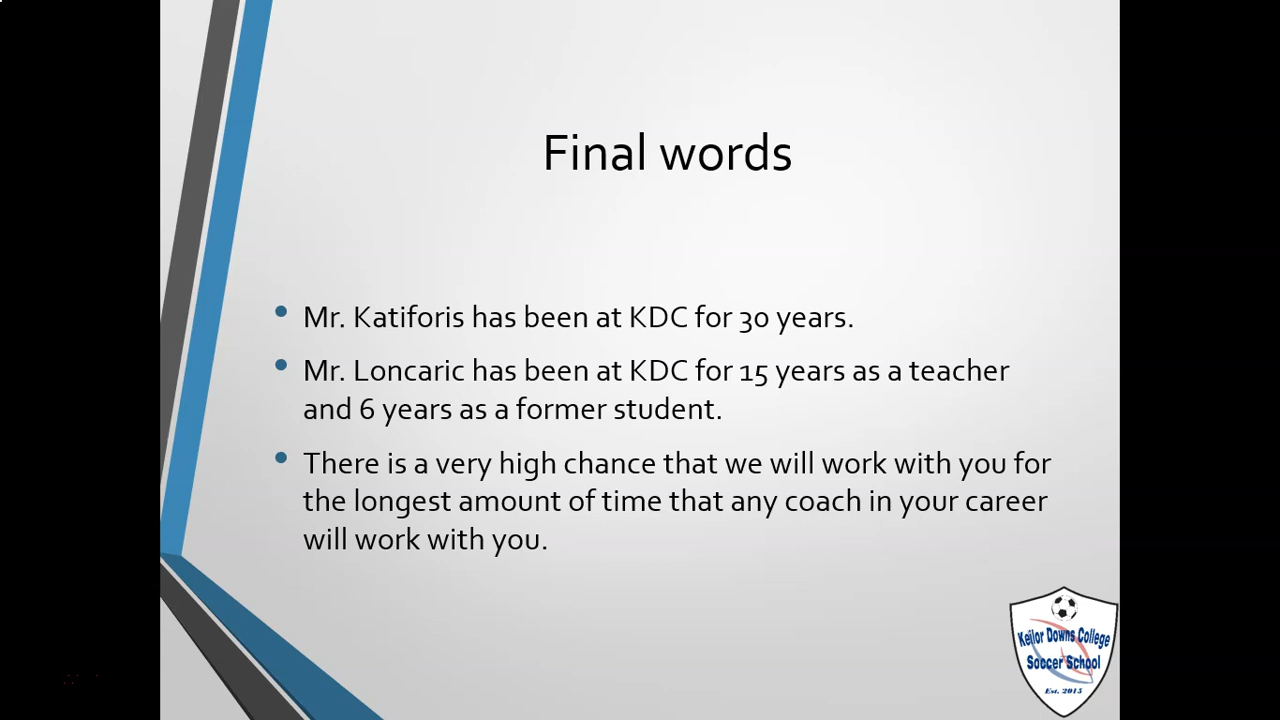 Final words
• Mr. Katiforis has been at KDC for 30 years.
• Mr. Loncaric has been at KDC for 15 years as a teacher
and 6 years as a former student.
• There is a very high chance that we will work with you for
the longest amount of time that any coach in your career
will work with you.
Keilor Downs College
Soccer School
Est. 2015